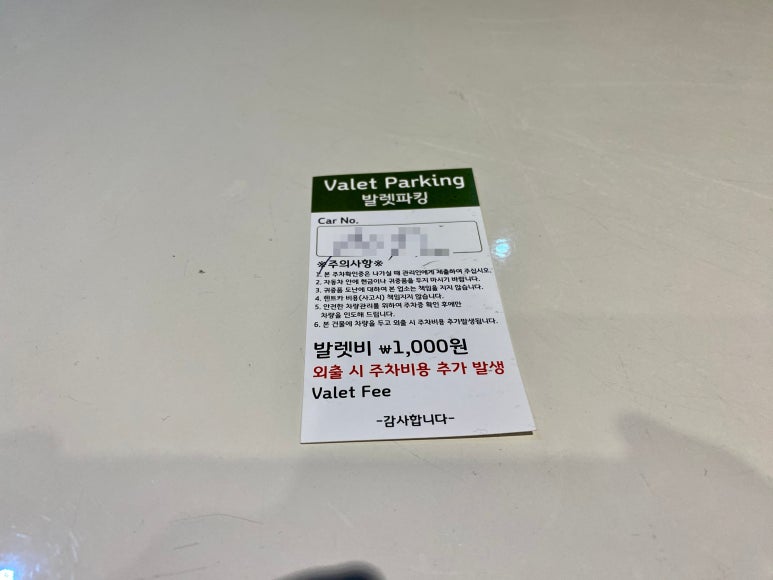 Valet Parking
발렛파킹
Car No.
※주의사항※
1. 본 주차확인증은 나가실 때 관리인에게 제출하여 주십시오.
2. 자동차 안에 현금이나 귀중품을 두지 마시기 바랍니다.
3. 귀중품 도난에 대하여 본 업소는 책임을 지지 않습니다.
4. 렌트카 비용(사고시) 책임지지 않습니다.
5. 안전한 차량관리를 위하여 주차증 확인 후에만
차량을 인도해 드립니다.
6. 본 건물에 차량을 두고 외출 시 주차비용 추가발생됩니다.
발렛비 ₩1,000원
외출 시 주차비용 추가 발생
Valet Fee
-감사합니다-